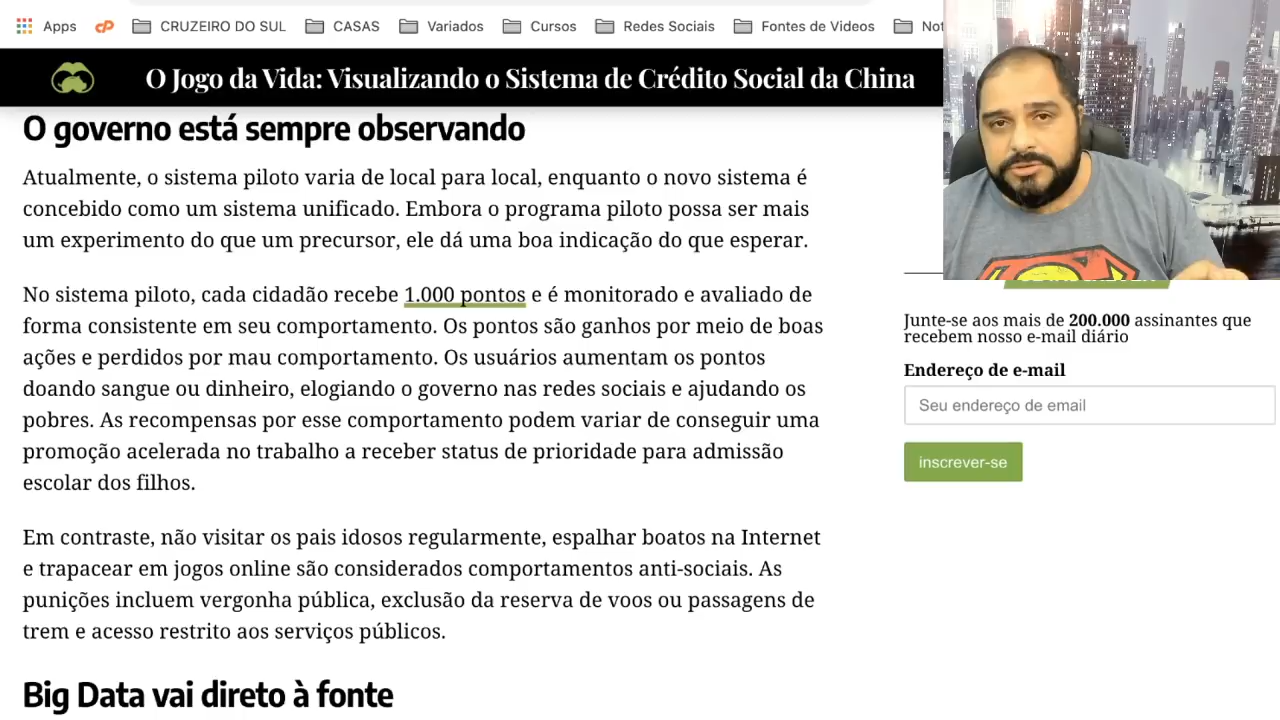 Apps
CRUZEIRO DO SUL
CASAS
Variados
Cursos
Redes Sociais
Fontes de Videos
O Jogo da Vida: Visualizando o Sistema de Crédito Social da China
O governo está sempre observando
Atualmente, o sistema piloto varia de local para local, enquanto o novo sistema é
concebido como um sistema unificado. Embora o programa piloto possa ser mais
um experimento do que um precursor, ele dá uma boa indicação do que esperar.
No sistema piloto, cada cidadão recebe 1.000 pontos e é monitorado e avaliado de
forma consistente em seu comportamento. Os pontos são ganhos por meio de boas
ações e perdidos por mau comportamento. Os usuários aumentam os pontos
doando sangue ou dinheiro, elogiando o governo nas redes sociais e ajudando os
pobres. As recompensas por esse comportamento podem variar de conseguir uma
promoção acelerada no trabalho a receber status de prioridade para admissão
escolar dos filhos.
Em contraste, não visitar os pais idosos regularmente, espalhar boatos na Internet
e trapacear em jogos online são considerados comportamentos anti-sociais. As
punições incluem vergonha pública, exclusão da reserva de voos ou passagens de
trem e acesso restrito aos serviços públicos.
Big Data vai direto à fonte
Junte-se aos mais de 200.000 assinantes que
recebem nosso e-mail diário
Endereço de e-mail
Seu endereço de email
inscrever-se